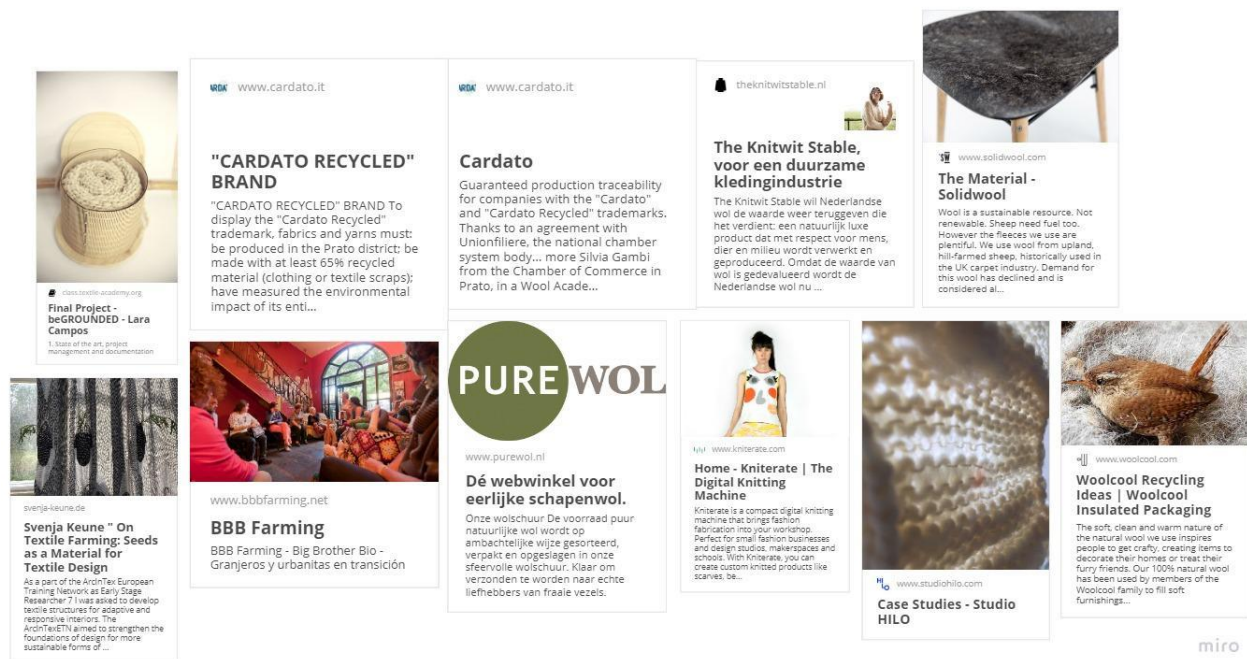 class.textile-academy.org
Final Project -
beGROUNDED - Lara
Campos
1. State of the art, project
management and documentation
www.cardato.it
"CARDATO RECYCLED"
BRAND
"CARDATO RECYCLED" BRAND To
display the "Cardato Recycled"
trademark, fabrics and yarns must:
be produced in the Prato district; be
made with at least 65% recycled
material (clothing or textile scraps);
have measured the environmental
impact of its enti...
www.cardato.it
Cardato
Guaranteed production traceability
for companies with the "Cardato"
and "Cardato Recycled" trademarks.
Thanks to an agreement with
Unionfiliere, the national chamber
system body... more Silvia Gambi
from the Chamber of Commerce in
Prato, in a Wool Acade...
theknitwitstable.nl
The Knitwit Stable,
voor een duurzame
kledingindustrie
The Knitwit Stable wil Nederlandse
wol de waarde weer teruggeven die
het verdient: een natuurlijk luxe
product dat met respect voor mens,
dier en milieu wordt verwerkt en
geproduceerd. Omdat de waarde van
wol is gedevalueerd wordt de
Nederlandse wol nu ...
www.solidwool.com
The Material -
Solidwool
Wool is a sustainable resource. Not
renewable. Sheep need fuel too.
However the fleeces we use are
plentiful. We use wool from upland,
hill-farmed sheep, historically used in
the UK carpet industry. Demand for
this wool has declined and is
considered al...
svenja-keune.de
Svenja Keune " On
Textile Farming: Seeds
as a Material for
Textile Design
As a part of the ArcInTex European
Training Network as Early Stage
Researcher 7 I was asked to develop
textile structures for adaptive and
responsive interiors. The
ArcInTexETN aimed to strengthen the
foundations of design for more
sustainable forms of ...
www.bbbfarming.net
BBB Farming
BBB Farming - Big Brother Bio -
Granjeros y urbanitas en transición
PURE WOL
www.purewol.nl
Dé webwinkel voor
eerlijke schapenwol.
Onze wolschuur De voorraad puur
natuurlijke wol wordt op
ambachtelijke wijze gesorteerd,
verpakt en opgeslagen in onze
sfeervolle wolschuur. Klaar om
verzonden te worden naar echte
liefhebbers van fraaie vezels.
www.kniterate.com
Home - Kniterate | The
Digital Knitting
Machine
Kniterate is a compact digital knitting
machine that brings fashion
fabrication into your workshop.
Perfect for small fashion businesses
and design studios, makerspaces and
schools. With Kniterate, you can
create custom knitted products like
scarves, be...
HILO www.studiohilo.com
Case Studies - Studio
HILO
www.woolcool.com
Woolcool Recycling
Ideas | Woolcool
Insulated Packaging
The soft, clean and warm nature of
the natural wool we use inspires
people to get crafty, creating items to
decorate their homes or treat their
furry friends. Our 100% natural wool
has been used by members of the
Woolcool family to fill soft
furnishings...
miro